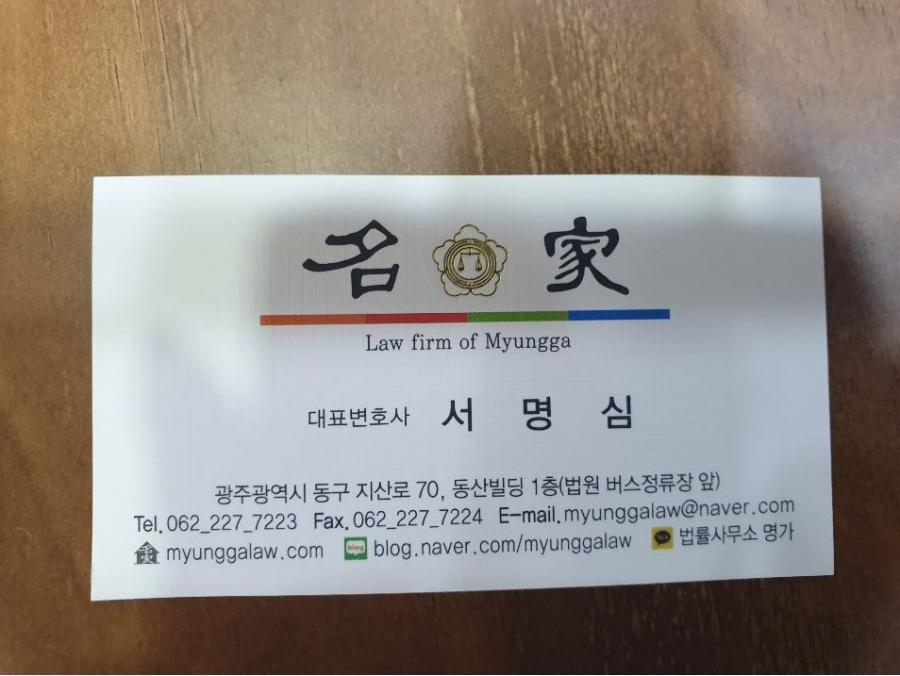 名 家
Law firm of Myungga
대표변호사 서 명 심
광주광역시 동구 지산로 70, 동산빌딩 1층(법원 버스정류장 앞)
Tel. 062_227_7223 Fax. 062_227_7224 E-mail. myunggalaw@naver.com
myunggalaw.com blog blog.naver.com/myunggalaw TALK 법률사무소 명가